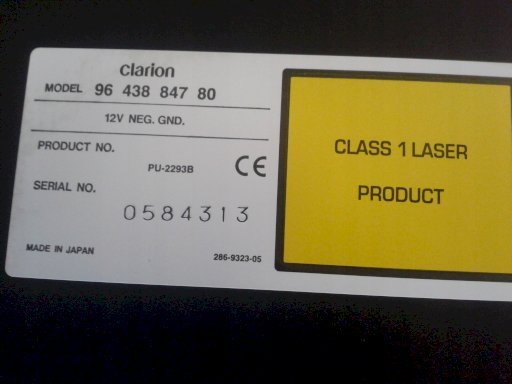 clarion
MODEL 96 438 847 80
12V NEG. GND.
PRODUCT NO.
PU-2293B
CE
SERIAL NO.
0584313
MADE IN JAPAN
286-9323-05
CLASS 1 LASER
PRODUCT